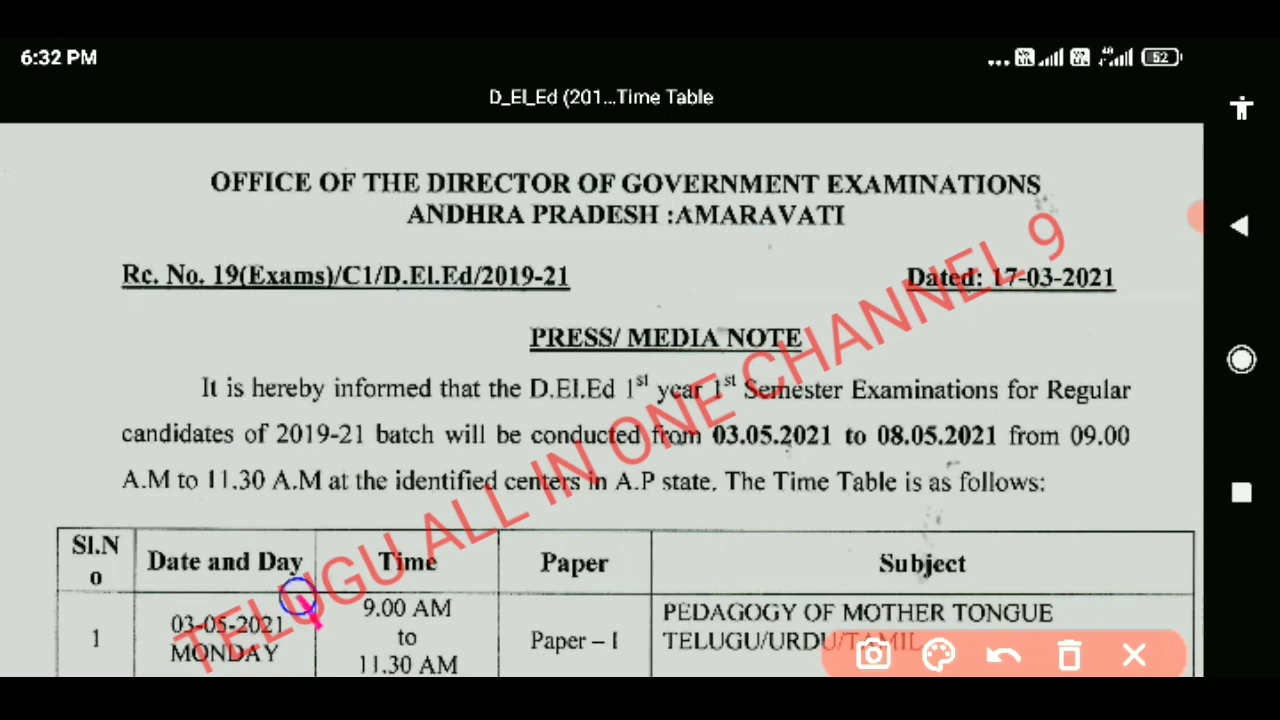 6:32 PM
52
D_El_Ed (201...Time Table
OFFICE OF THE DIRECTOR OF GOVERNMENT EXAMINATIONS
ANDHRA PRADESH :AMARAVATI
Rc. No. 19(Exams)/C1/D.El.Ed/2019-21 Dated: 17-03-2021
PRESS/ MEDIA NOTE
It is hereby informed that the D.El.Ed 1st year 1st Semester Examinations for Regular
candidates of 2019-21 batch will be conducted from 03.05.2021 to 08.05.2021 from 09.00
A.M to 11.30 A.M at the identified centers in A.P state. The Time Table is as follows:
Sl.N
o
Date and Day Time Paper Subject
1
03-05-2021
MONDAY
9.00 AM
to
11.30 AM
Paper – I
PEDAGOGY OF MOTHER TONGUE
TELUGU/URDU/TAMIL
TELUGU ALL IN ONE CHANNEL 9